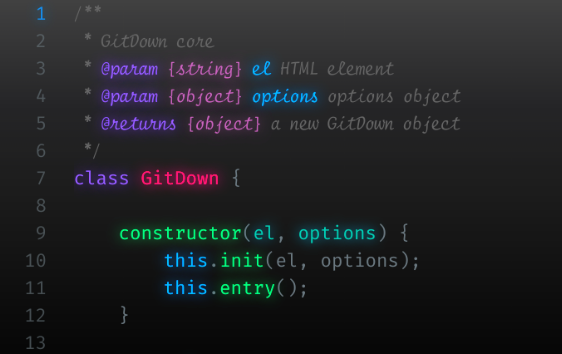 1 /**
2  * GitDown core
3  * @param {string} el HTML element
4  * @param {object} options options object
5  * @returns {object} a new GitDown object
6  */
7 class GitDown {
8
9     constructor(el, options) {
10         this.init(el, options);
11         this.entry();
12     }
13